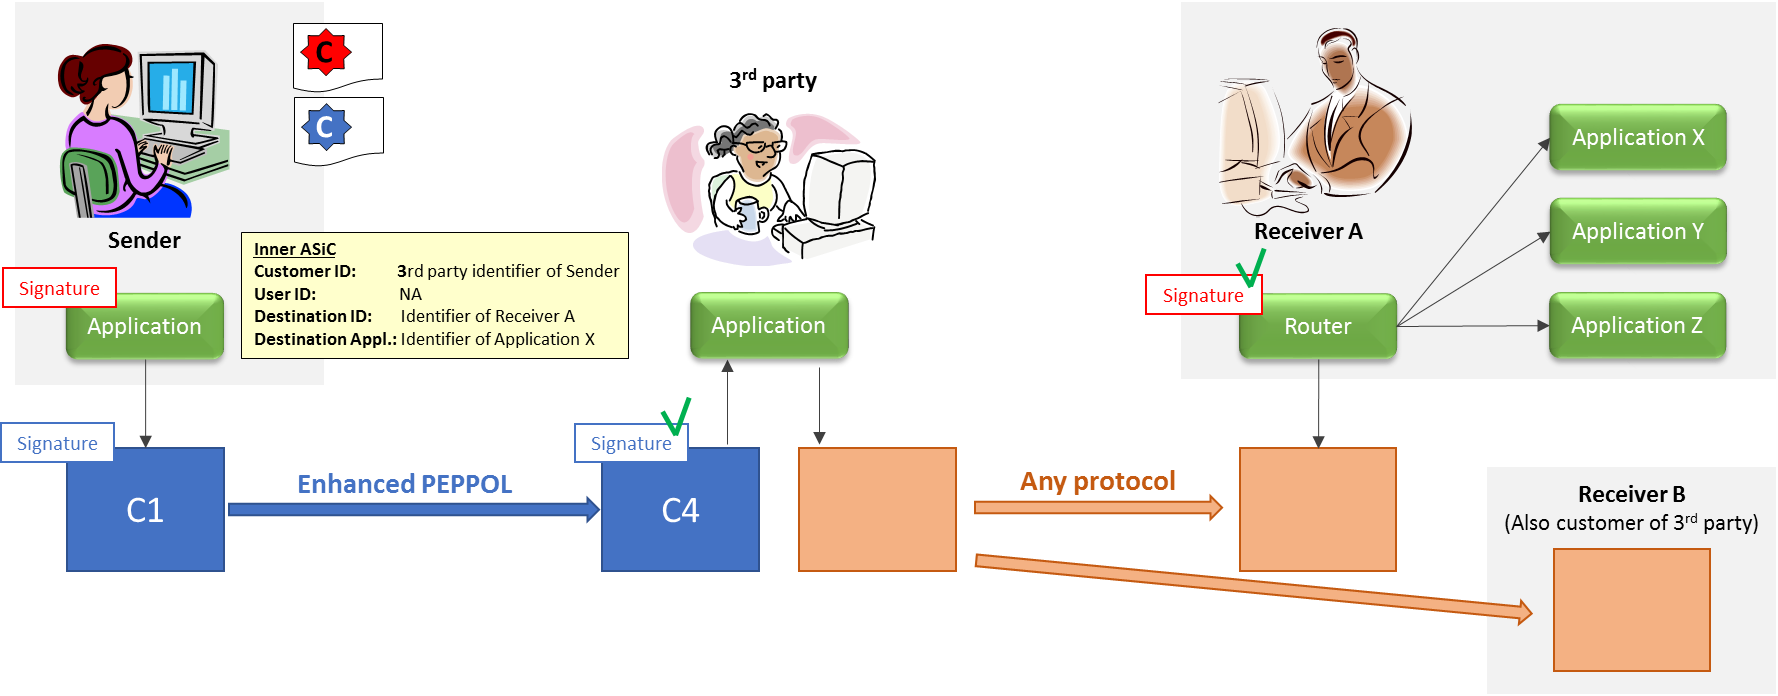 C
C
Sender
Signature
Application
Inner ASiC
Customer ID: 3rd party identifier of Sender
User ID: NA
Destination ID: Identifier of Receiver A
Destination Appl.: Identifier of Application X
3rd party
Application
Receiver A
Signature
Router
Application X
Application Y
Application Z
Signature
C1
Enhanced PEPPOL
Signature
C4
Any protocol
Receiver B
(Also customer of 3rd party)